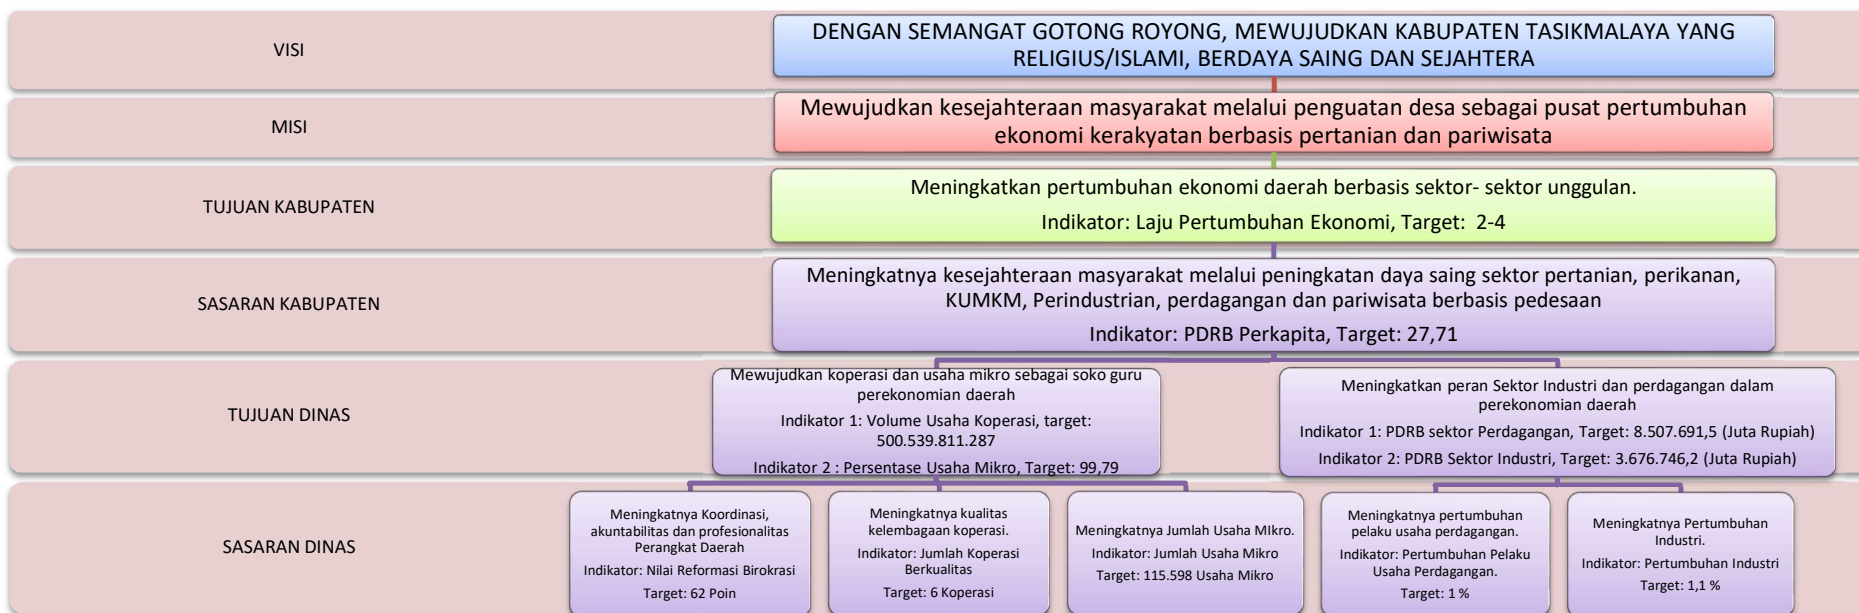 VISI
DENGAN SEMANGAT GOTONG ROYONG, MEWUJUDKAN KABUPATEN TASIKMALAYA YANG
RELIGIUS/ISLAMI, BERDAYA SAING DAN SEJAHTERA
MISI
Mewujudkan kesejahteraan masyarakat melalui penguatan desa sebagai pusat pertumbuhan
ekonomi kerakyatan berbasis pertanian dan pariwisata
TUJUAN KABUPATEN
Meningkatkan pertumbuhan ekonomi daerah berbasis sektor- sektor unggulan.
Indikator: Laju Pertumbuhan Ekonomi, Target: 2-4
SASARAN KABUPATEN
Meningkatnya kesejahteraan masyarakat melalui peningkatan daya saing sektor pertanian, perikanan,
KUMKM, Perindustrian, perdagangan dan pariwisata berbasis pedesaan
Indikator: PDRB Perkapita, Target: 27,71
TUJUAN DINAS
Mewujudkan koperasi dan usaha mikro sebagai soko guru
perekonomian daerah
Indikator 1: Volume Usaha Koperasi, target:
500.539.811.287
Indikator 2 : Persentase Usaha Mikro, Target: 99,79
Meningkatkan peran Sektor Industri dan perdagangan dalam
perekonomian daerah
Indikator 1: PDRB sektor Perdagangan, Target: 8.507.691,5 (Juta Rupiah)
Indikator 2: PDRB Sektor Industri, Target: 3.676.746,2 (Juta Rupiah)
SASARAN DINAS
Meningkatnya Koordinasi,
akuntabilitas dan profesionalitas
Perangkat Daerah
Indikator: Nilai Reformasi Birokrasi
Target: 62 Poin
Meningkatnya kualitas
kelembagaan koperasi.
Indikator: Jumlah Koperasi
Berkualitas
Target: 6 Koperasi
Meningkatnya Jumlah Usaha MIkro.
Indikator: Jumlah Usaha Mikro
Target: 115.598 Usaha Mikro
Meningkatnya pertumbuhan
pelaku usaha perdagangan.
Indikator: Pertumbuhan Pelaku
Usaha Perdagangan.
Target: 1 %
Meningkatnya Pertumbuhan
Industri.
Indikator: Pertumbuhan Industri
Target: 1,1 %